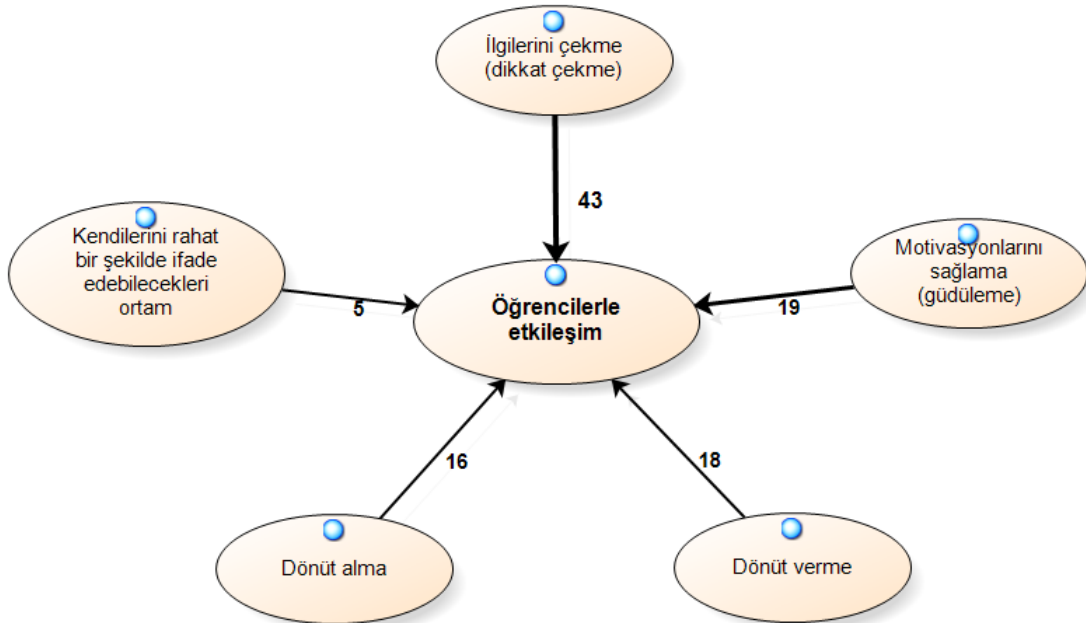 İlgilerini çekme
(dikkat çekme)
43
Kendilerini rahat
bir şekilde ifade
edebilecekleri
ortam
5
Motivasyonlarını
sağlama
(güdüleme)
19
Öğrencilerle
etkileşim
16
18
Dönüt alma
Dönüt verme